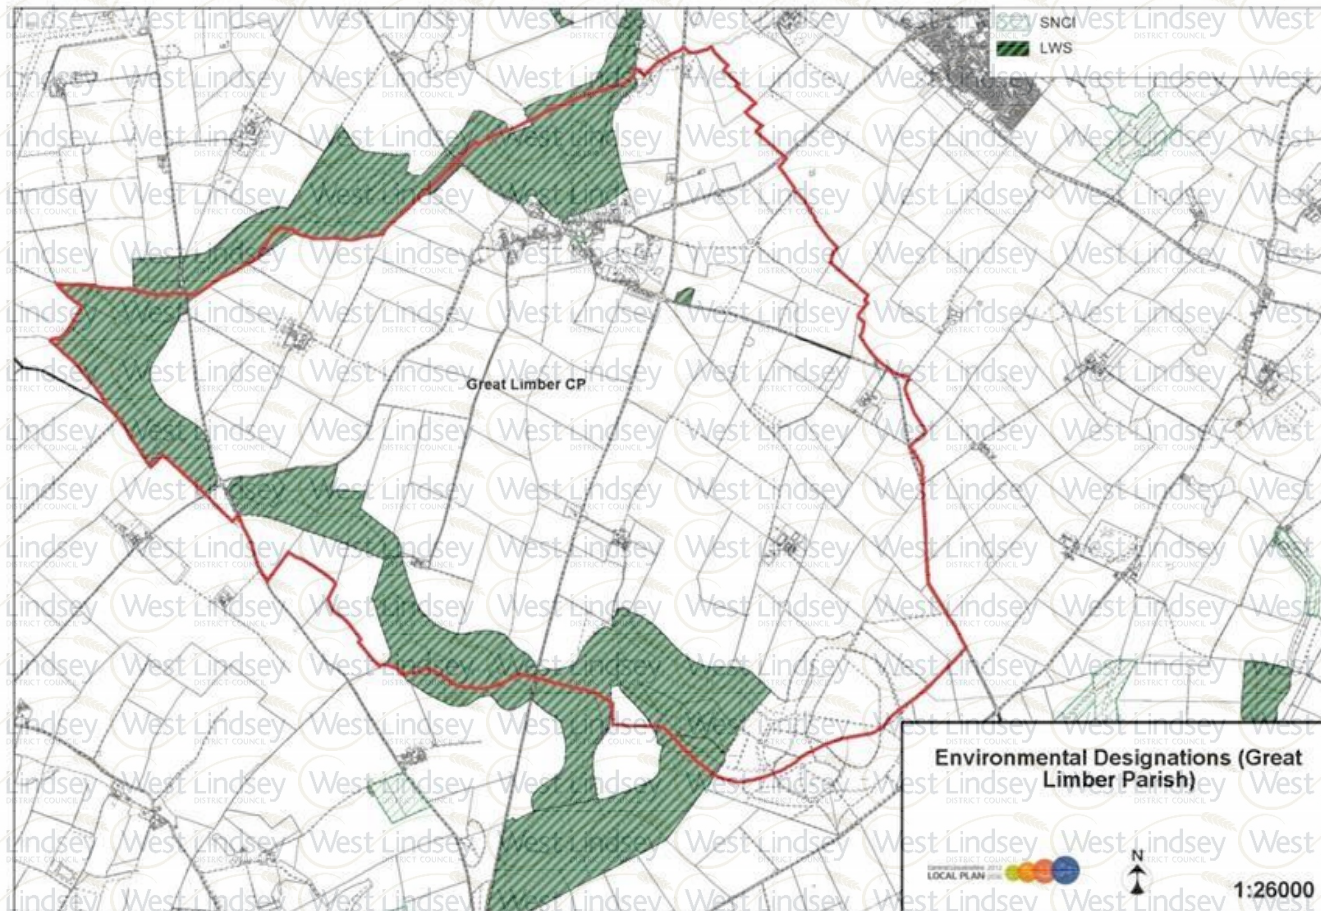 SNCI
LWS
Great Limber CP
Environmental Designations (Great
Limber Parish)
LOCAL PLAN
N
1:26000
West Lindsey
DISTRICT COUNCIL